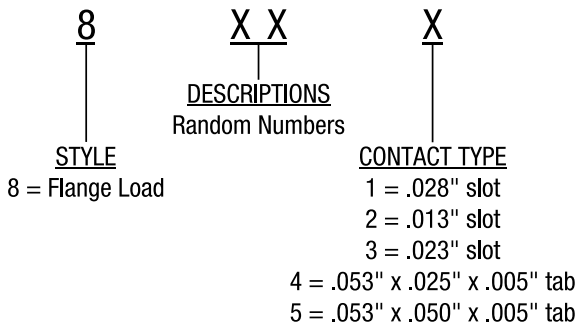 8 X X X
DESCRIPTIONS
Random Numbers
STYLE
8 = Flange Load
CONTACT TYPE
1 = .028" slot
2 = .013" slot
3 = .023" slot
4 = .053" x .025" x .005" tab
5 = .053" x .050" x .005" tab